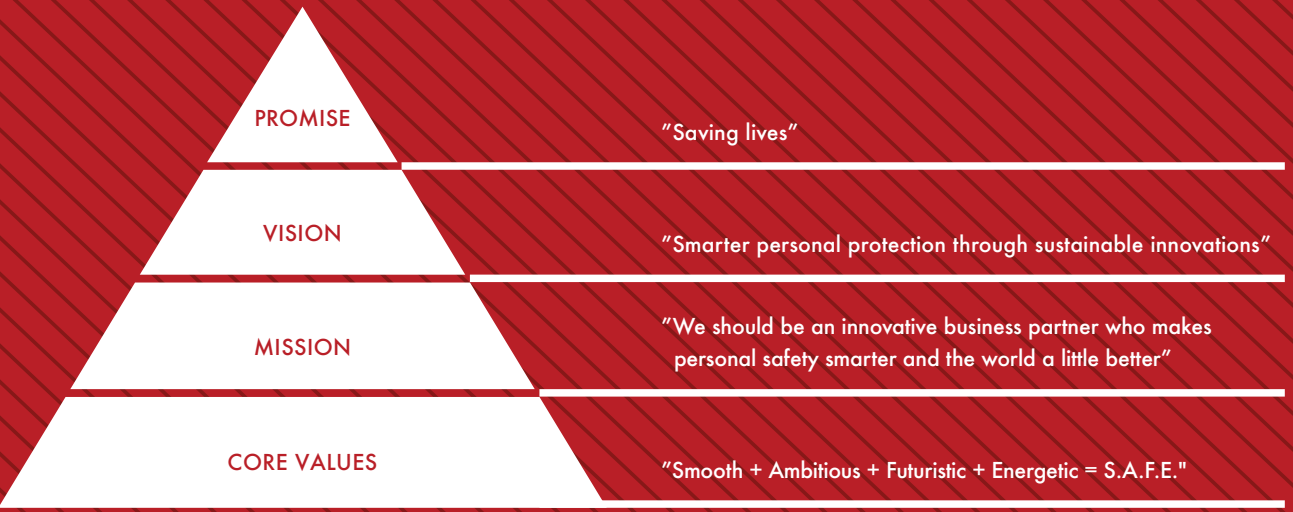 PROMISE
”Saving lives”
VISION
”Smarter personal protection through sustainable innovations”
MISSION
”We should be an innovative business partner who makes
personal safety smarter and the world a little better”
CORE VALUES
”Smooth + Ambitious + Futuristic + Energetic = S.A.F.E."